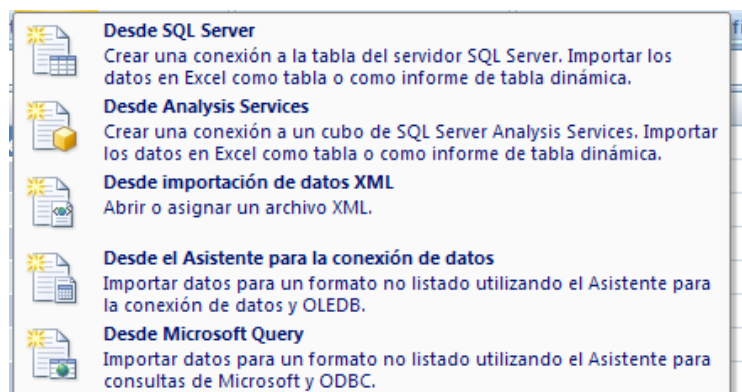 Desde SQL Server
Crear una conexión a la tabla del servidor SQL Server. Importar los
datos en Excel como tabla o como informe de tabla dinámica.
Desde Analysis Services
Crear una conexión a un cubo de SQL Server Analysis Services. Importar
los datos en Excel como tabla o como informe de tabla dinámica.
Desde importación de datos XML
Abrir o asignar un archivo XML.
Desde el Asistente para la conexión de datos
Importar datos para un formato no listado utilizando el Asistente para
la conexión de datos y OLEDB.
Desde Microsoft Query
Importar datos para un formato no listado utilizando el Asistente para
consultas de Microsoft y ODBC.